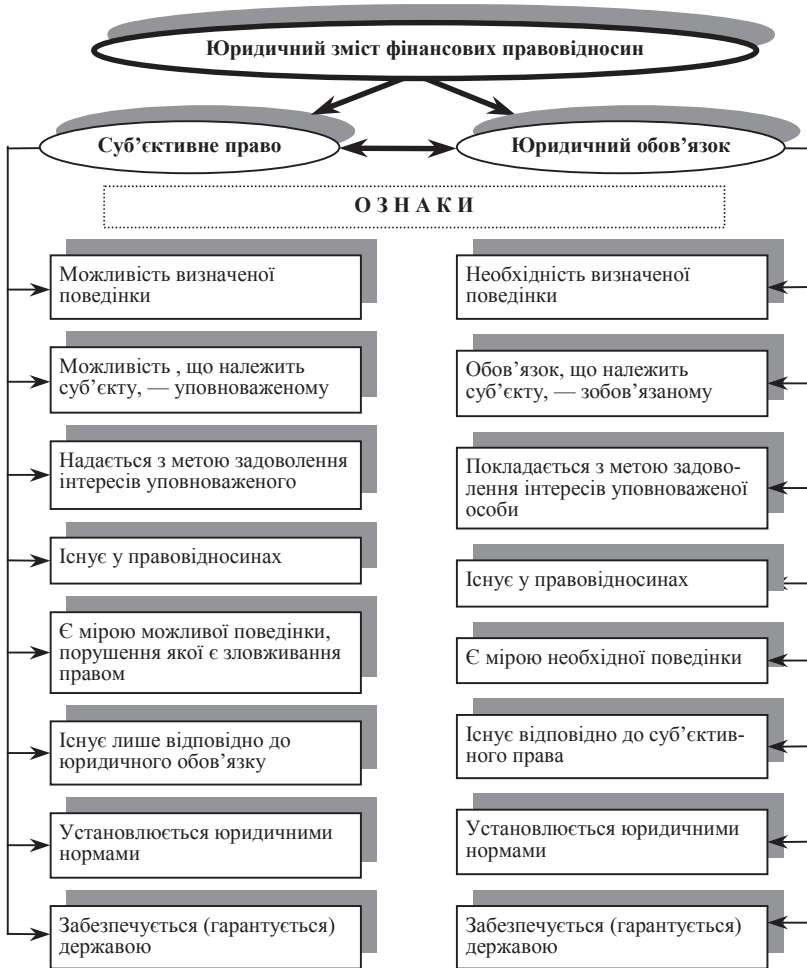 Юридичний зміст фінансових правовідносин
Суб’єктивне право
Юридичний обов’язок
О З Н А К И
Можливість визначеної
поведінки
Можливість , що належить
суб’єкту, — уповноваженому
Надається з метою задоволення
інтересів уповноваженого
Існує у правовідносинах
Є мірою можливої поведінки,
порушення якої є зловживання
правом
Існує лише відповідно до
юридичного обов’язку
Установлюється юридичними
нормами
Забезпечується (гарантується)
державою
Необхідність визначеної
поведінки
Обов’язок, що належить
суб’єкту, — зобов’язаному
Покладається з метою задово-
лення інтересів уповноваженої
особи
Існує у правовідносинах
Є мірою необхідної поведінки
Існує відповідно до суб’єктив-
ного права
Установлюється юридичними
нормами
Забезпечується (гарантується)
державою